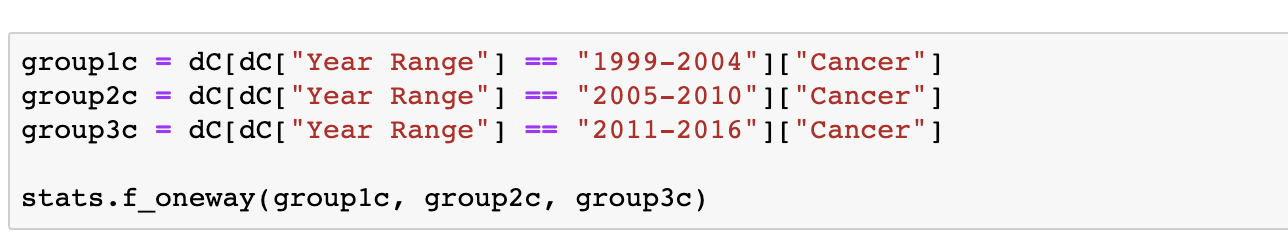 group1c = dC[dC["Year Range"] == "1999-2004"]["Cancer"]
group2c = dC[dC["Year Range"] == "2005-2010"]["Cancer"]
group3c = dC[dC["Year Range"] == "2011-2016"]["Cancer"]
stats.f_oneway(group1c, group2c, group3c)